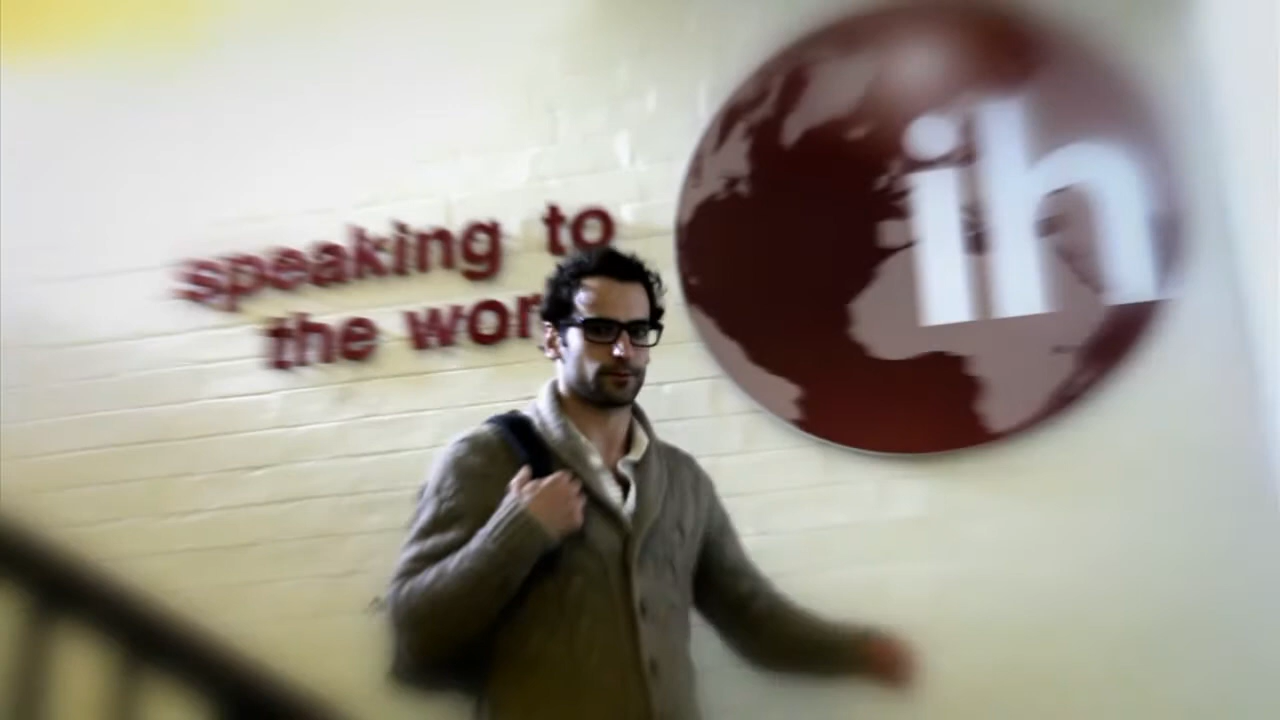 speaking to
the wor
ih